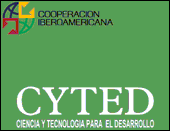 COOPERACION
IBEROAMERICANA
CYTED
CIENCIA Y TECNOLOGIA PARA EL DESARROLLO